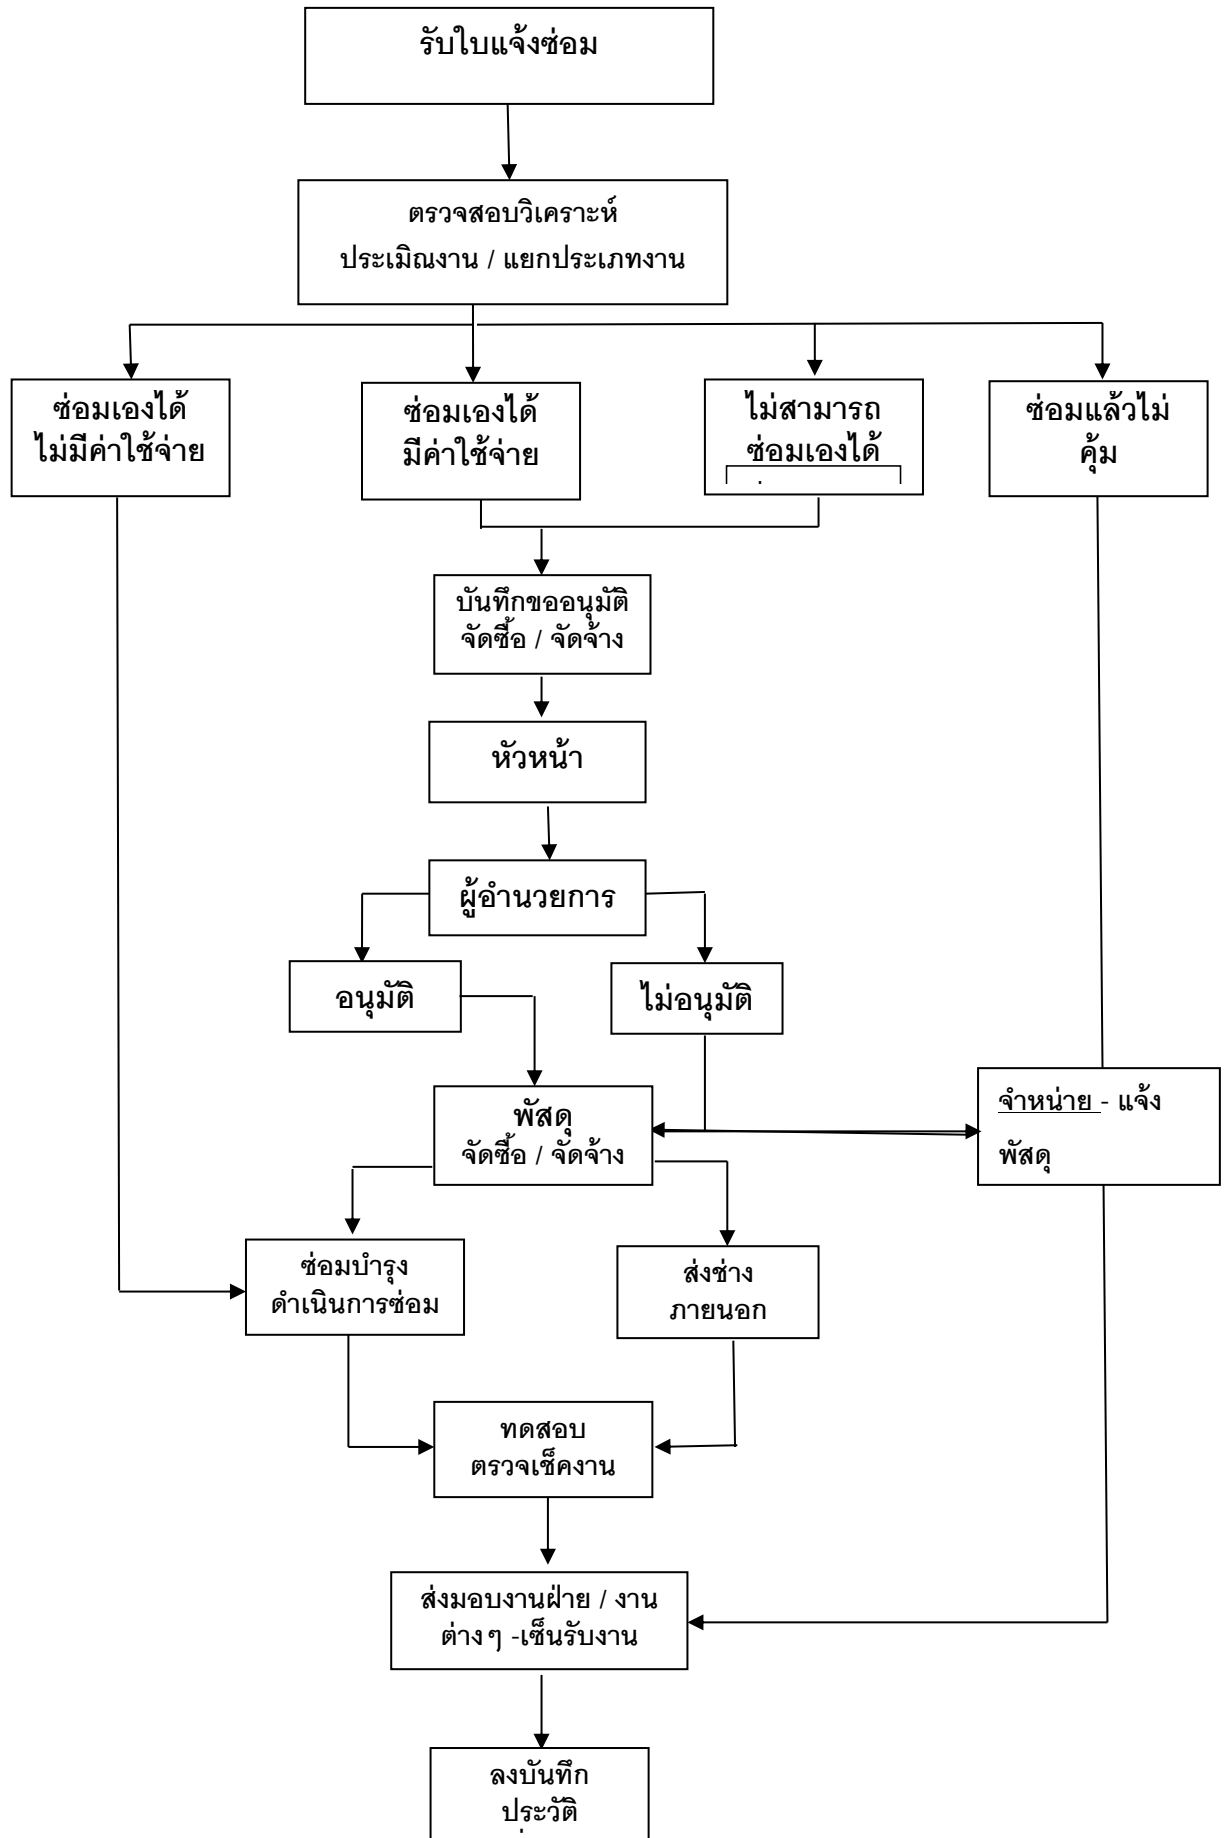 รับใบแจ้งซ่อม
ตรวจสอบวิเคราะห์
ประเมิณงาน / แยกประเภทงาน
ซ่อมเองได้
ไม่มีค่าใช้จ่าย
ซ่อมเองได้
มีค่าใช้จ่าย
ไม่สามารถ
ซ่อมเองได้
ซ่อมแล้วไม่
คุ้ม
บันทึกขออนุมัติ
จัดซื้อ / จัดจ้าง
หัวหน้า
ผู้อำนวยการ
อนุมัติ
ไม่อนุมัติ
พัสดุ
จัดซื้อ / จัดจ้าง
จำหน่าย - แจ้ง
พัสดุ
ซ่อมบำรุง
ดำเนินการซ่อม
ส่งช่าง
ภายนอก
ทดสอบ
ตรวจเช็คงาน
ส่งมอบงานฝ่าย / งาน
ต่างๆ -เซ็นรับงาน
ลงบันทึก
ประวัติ